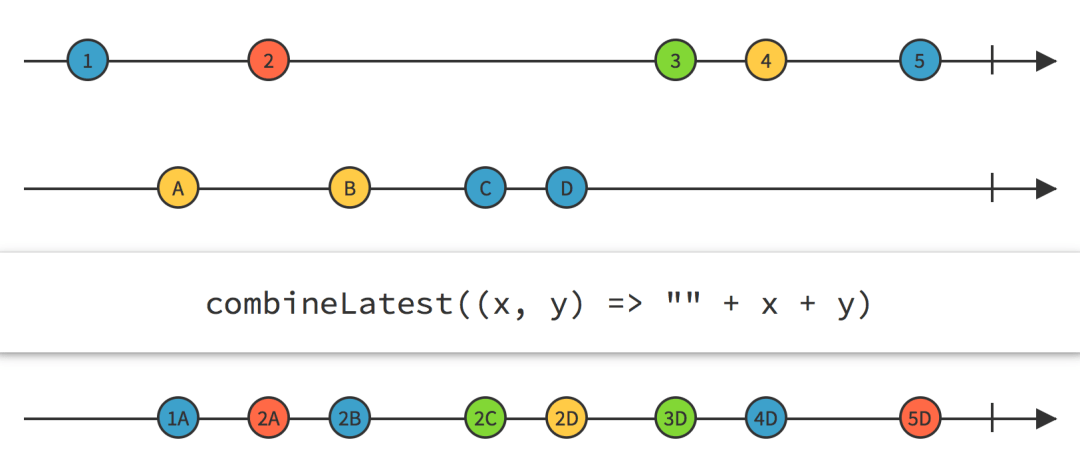 1 2 3 4 5
A B C D
combineLatest((x, y) => "" + x + y)
1A 2A 2B 2C 2D 3D 4D 5D